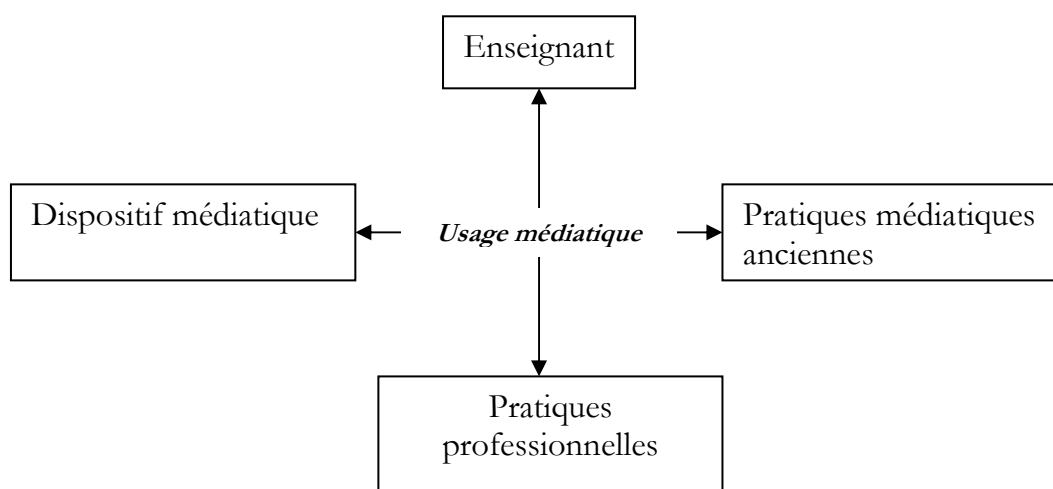 Enseignant
Dispositif médiatique
Usage médiatique
Pratiques médiatiques
anciennes
Pratiques
professionnelles